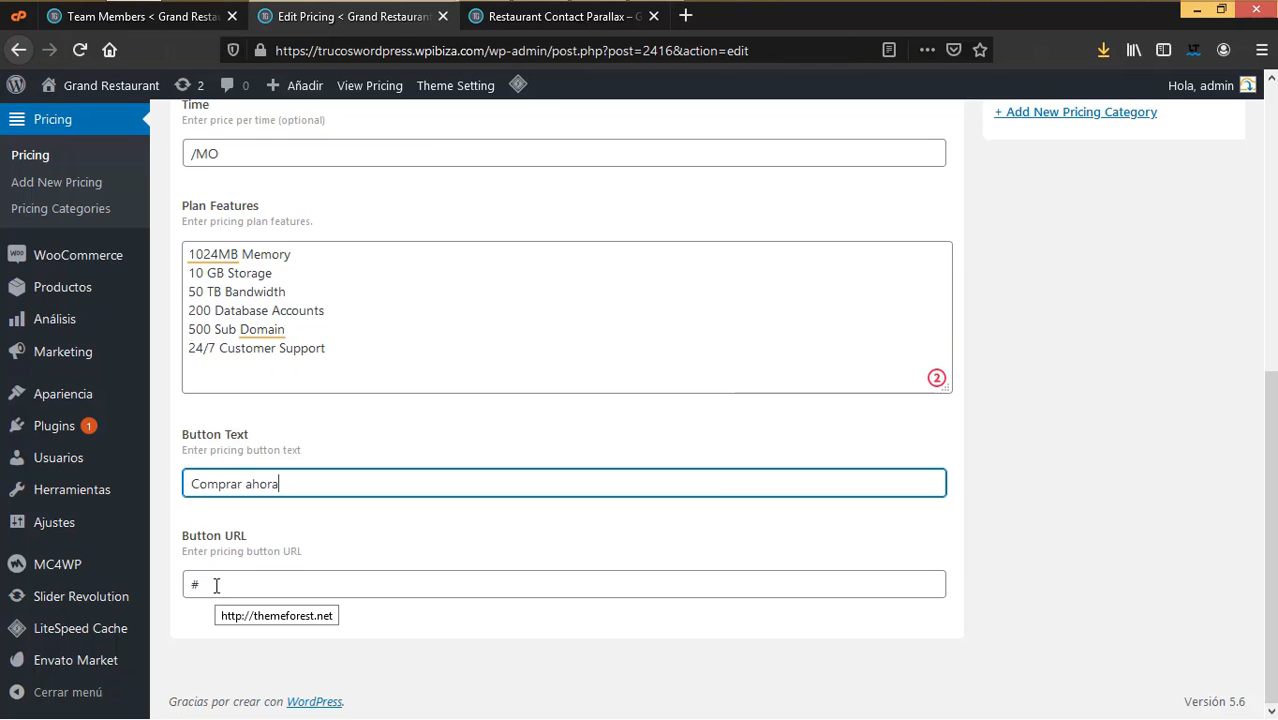 Team Members < Grand Restau
Edit Pricing < Grand Restaurant
Restaurant Contact Parallax – G
https://trucoswordpress.wpibiza.com/wp-admin/post.php?post=2416&action=edit
Grand Restaurant
2
0
Añadir
View Pricing
Theme Setting
Hola, admin
Pricing
Pricing
Add New Pricing
Pricing Categories
WooCommerce
Productos
Análisis
Marketing
Apariencia
Plugins 1
Usuarios
Herramientas
Ajustes
MC4WP
Slider Revolution
LiteSpeed Cache
Envato Market
Cerrar menú
Time
Enter price per time (optional)
/MO
Plan Features
Enter pricing plan features.
1024MB Memory
10 GB Storage
50 TB Bandwidth
200 Database Accounts
500 Sub Domain
24/7 Customer Support
2
Button Text
Enter pricing button text
Comprar ahora
Button URL
Enter pricing button URL
#
http://themeforest.net
+ Add New Pricing Category
Gracias por crear con WordPress.
Versión 5.6